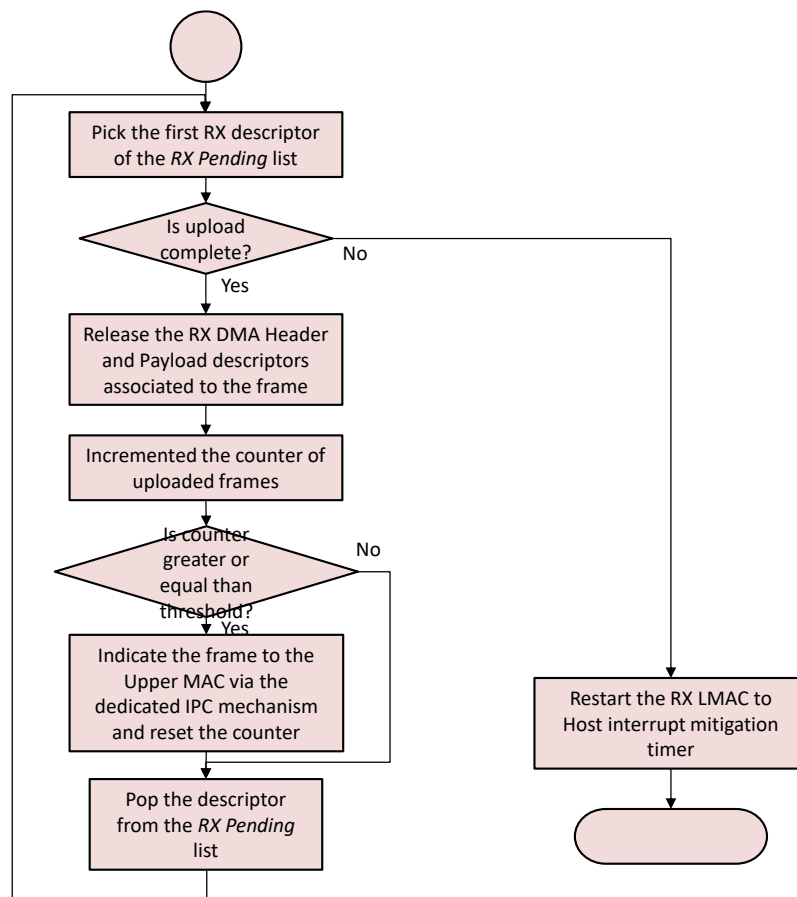 Pick the first RX descriptor
of the RX Pending list
Is upload
complete?
No
Yes
Release the RX DMA Header
and Payload descriptors
associated to the frame
Incremented the counter of
uploaded frames
Is counter
greater or
equal than
threshold?
No
Yes
Indicate the frame to the
Upper MAC via the
dedicated IPC mechanism
and reset the counter
Restart the RX LMAC to
Host interrupt mitigation
timer
Pop the descriptor
from the RX Pending
list